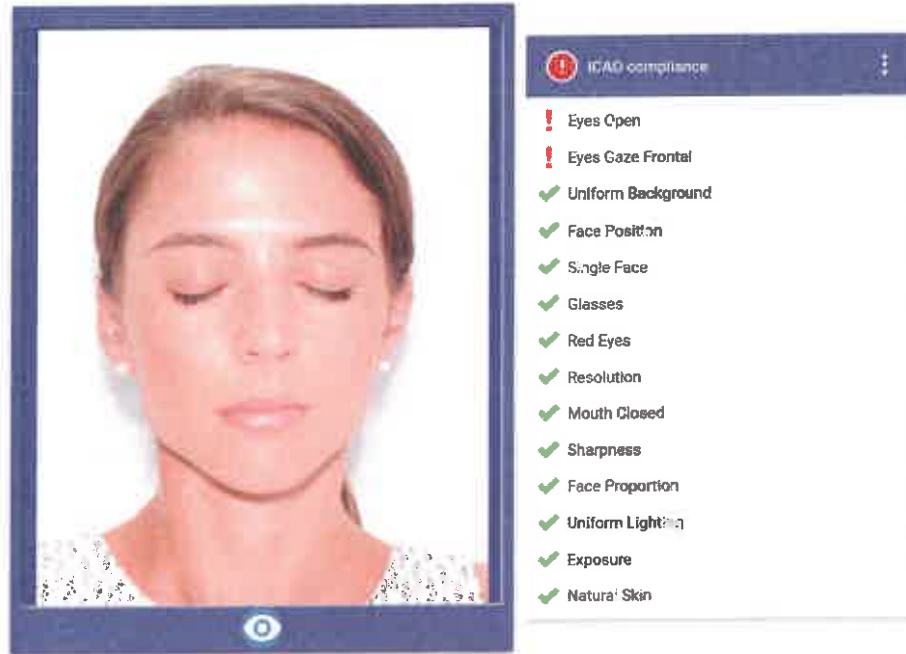 ICAO compliance
Eyes Open
Eyes Gaze Frontal
Uniform Background
Face Position
Single Face
Glasses
Red Eyes
Resolution
Mouth Closed
Sharpness
Face Proportion
Uniform Lighting
Exposure
Natural Skin